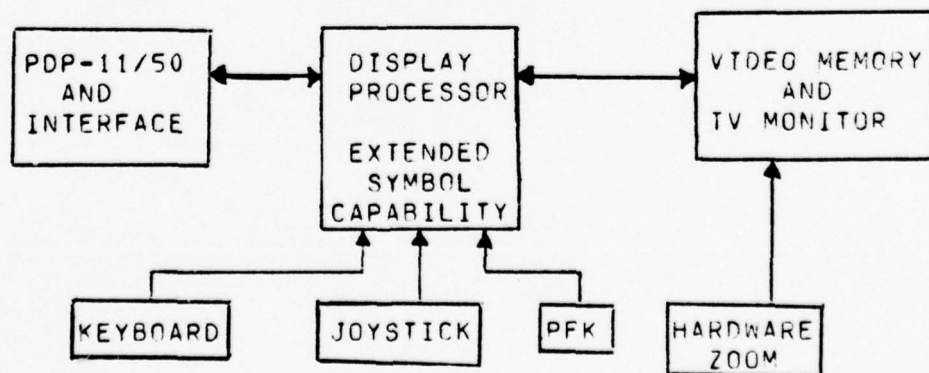 PDP-11/50
AND
INTERFACE
DISPLAY
PROCESSOR
EXTENDED
SYMBOL
CAPABILITY
VIDEO MEMORY
AND
TV MONITOR
KEYBOARD
JOYSTICK
PFK
HARDWARE
ZOOM